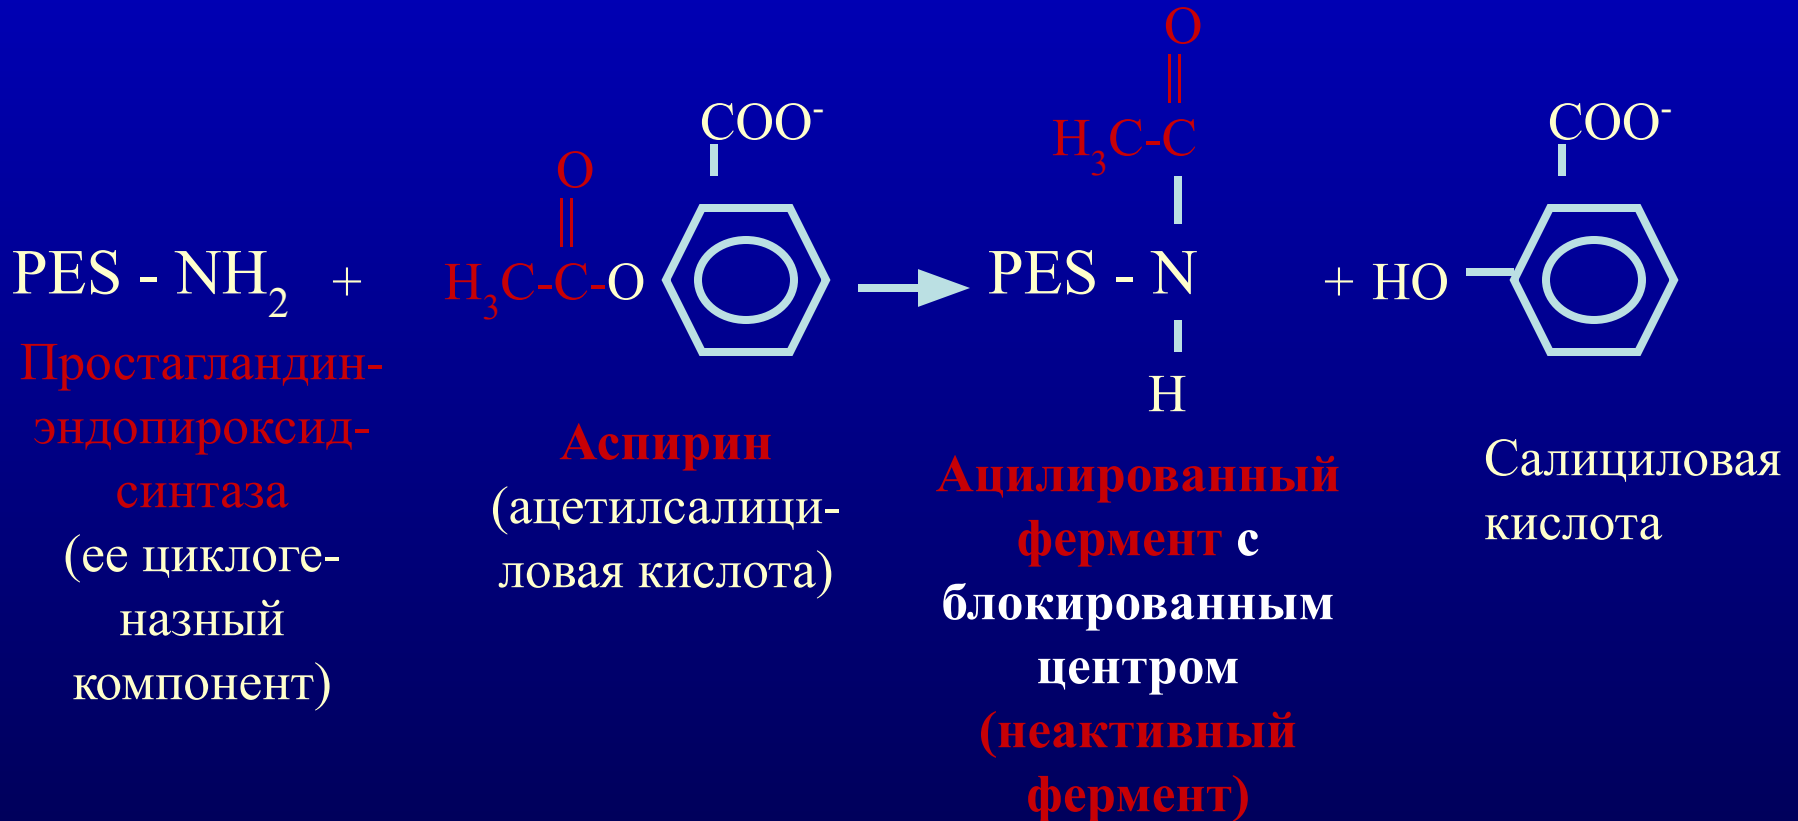 O
COO⁻
COO⁻
H₃C-C
O
PES - NH₂ + H₃C-C-O
PES - N + HO
H
Простагландин-
эндопироксид-
синтаза
(ее циклоге-
назный
компонент)
Аспирин
(ацетилсалици-
ловая кислота)
Ацилированный
фермент с
блокированным
центром
(неактивный
фермент)
Салициловая
кислота